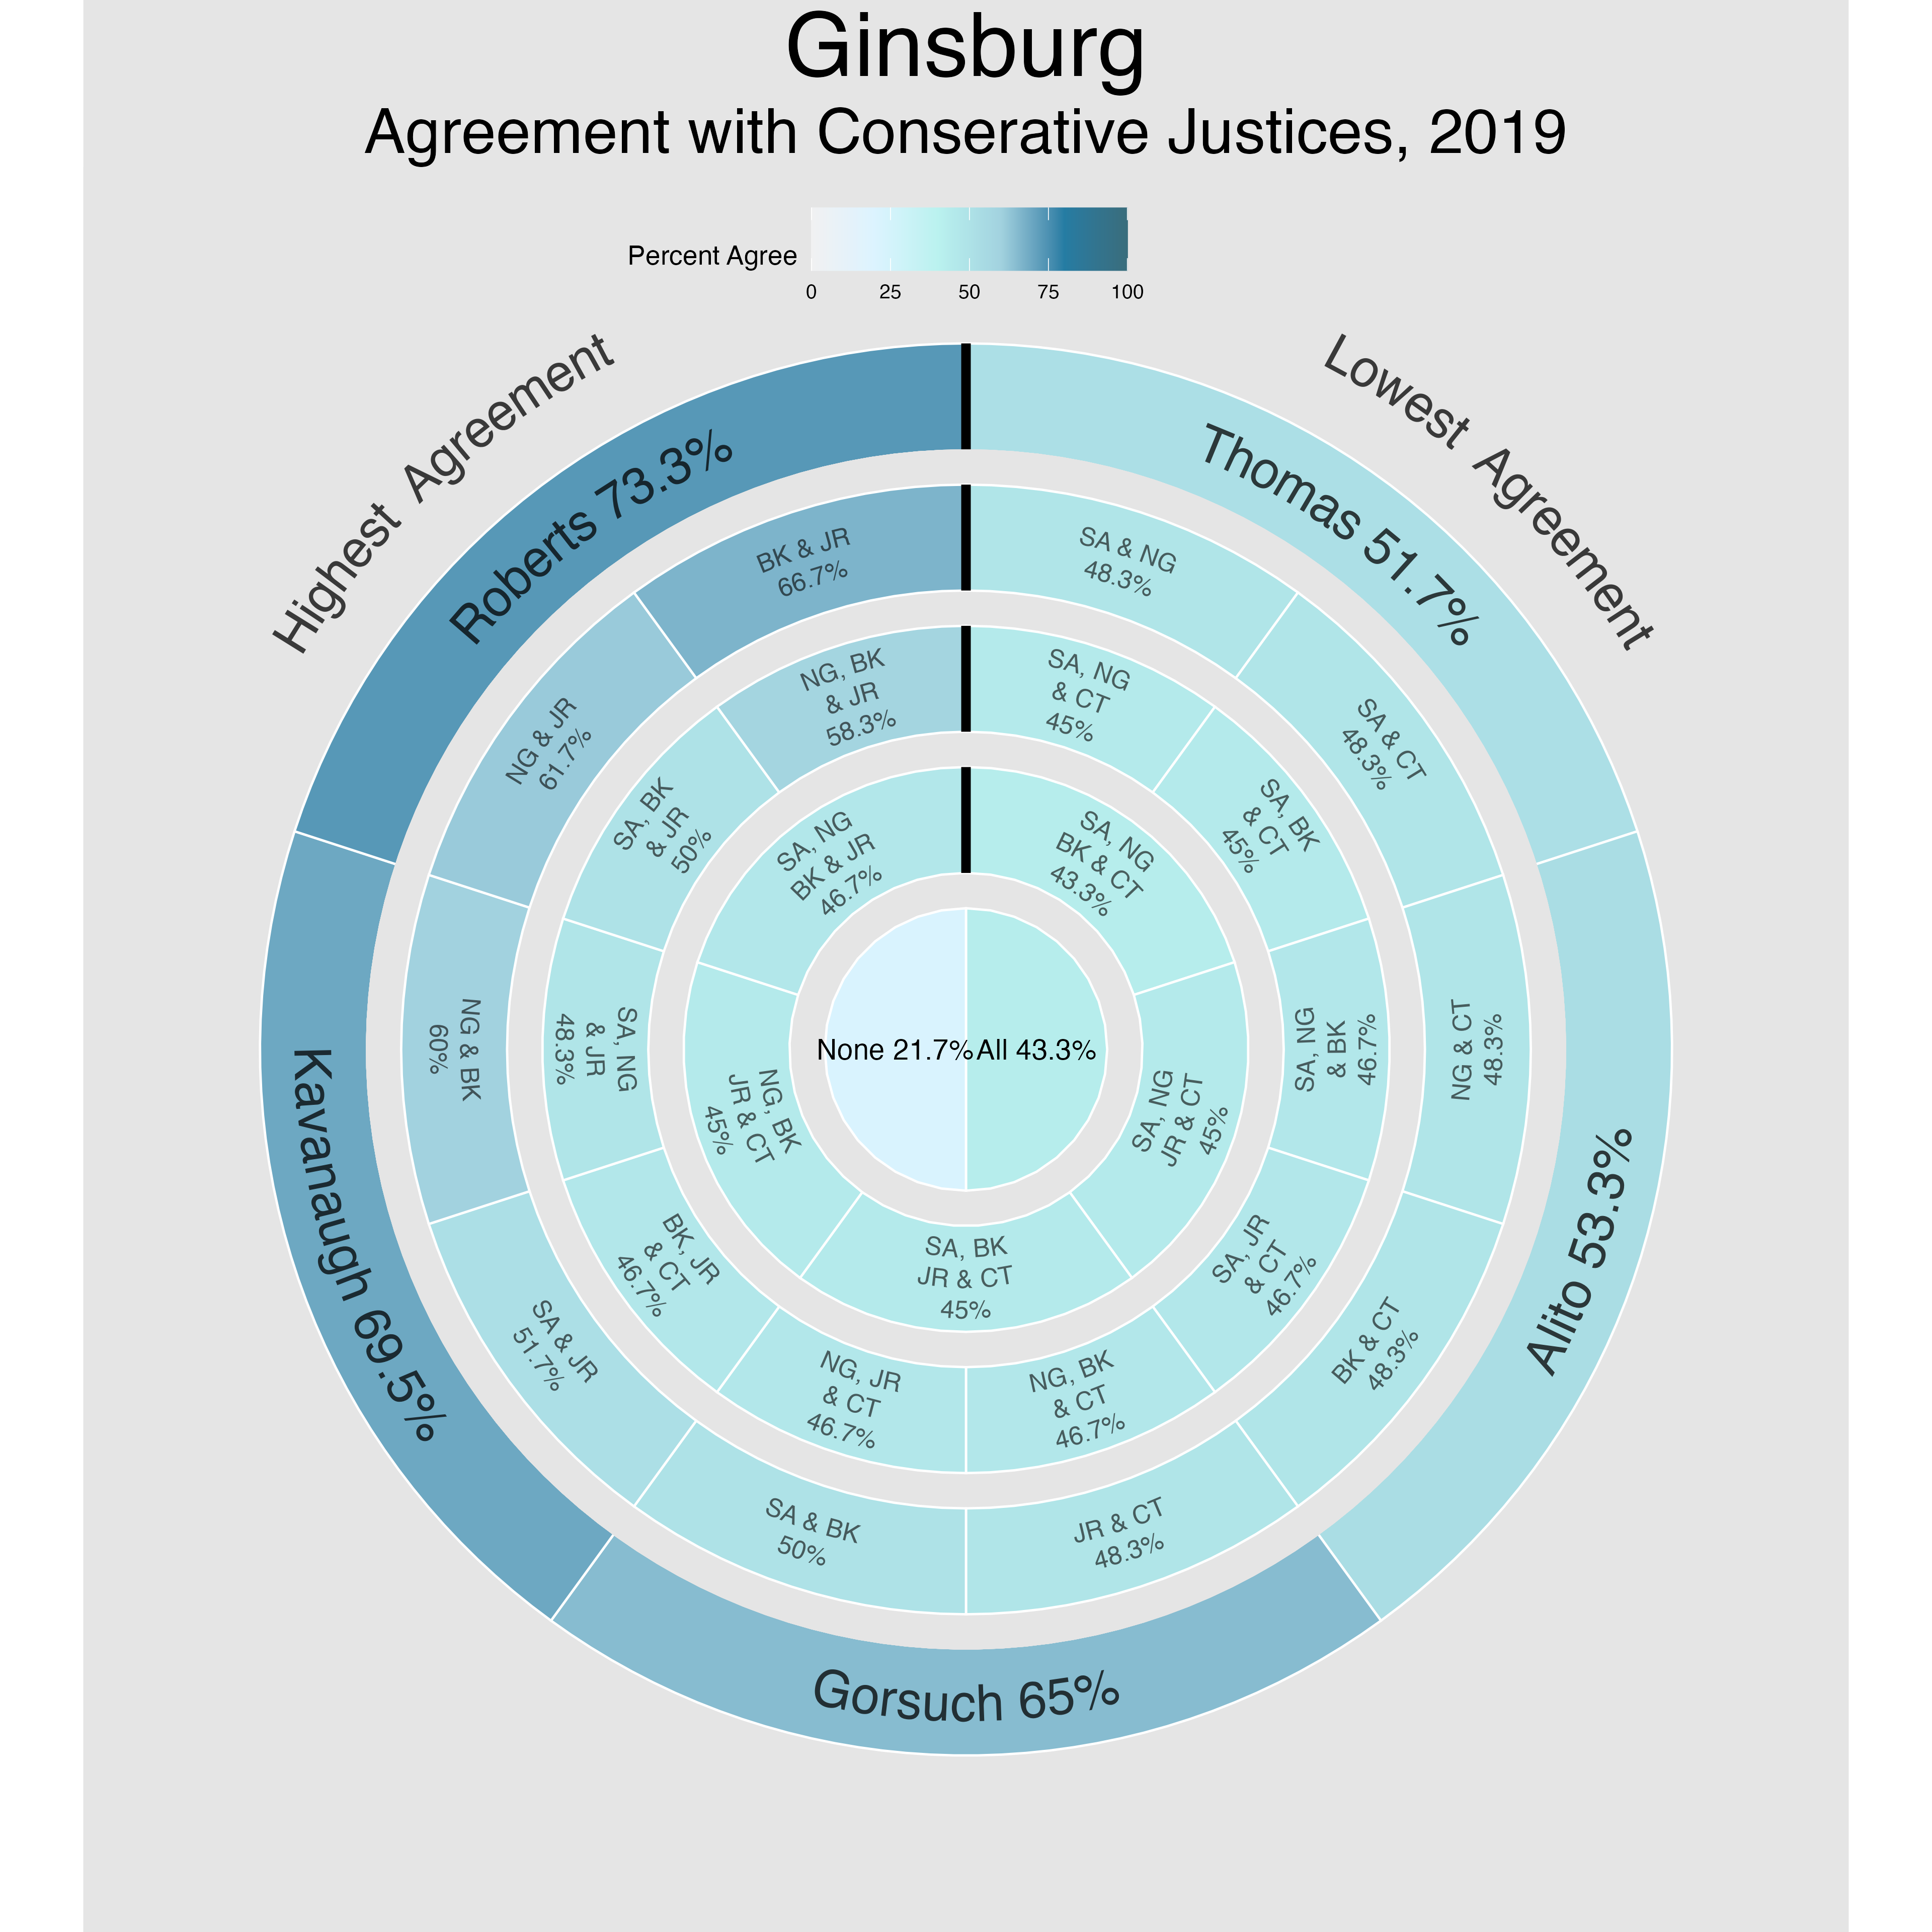 Ginsburg
Agreement with Conserative Justices, 2019
Percent Agree
0 25 50 75 100
Highest Agreement
Lowest Agreement
Roberts 73.3%
Thomas 51.7%
Alito 53.3%
Gorsuch 65%
Kavanaugh 69.5%
SA & NG
48.3%
SA & CT
48.3%
NG & CT
48.3%
BK & CT
48.3%
JR & CT
48.3%
SA & BK
50%
SA & JR
51.7%
NG & BK
60%
NG & JR
61.7%
BK & JR
66.7%
SA, NG
& CT
45%
SA, BK
& CT
45%
SA, NG
& BK
46.7%
SA, JR
& CT
46.7%
NG, BK
& CT
46.7%
NG, JR
& CT
46.7%
BK, JR
& CT
46.7%
SA, NG
& JR
48.3%
SA, BK
& JR
50%
NG, BK
& JR
58.3%
SA, NG
BK & CT
43.3%
SA, NG
JR & CT
45%
SA, BK
JR & CT
45%
NG, BK
JR & CT
45%
SA, NG
BK & JR
46.7%
None 21.7%
All 43.3%